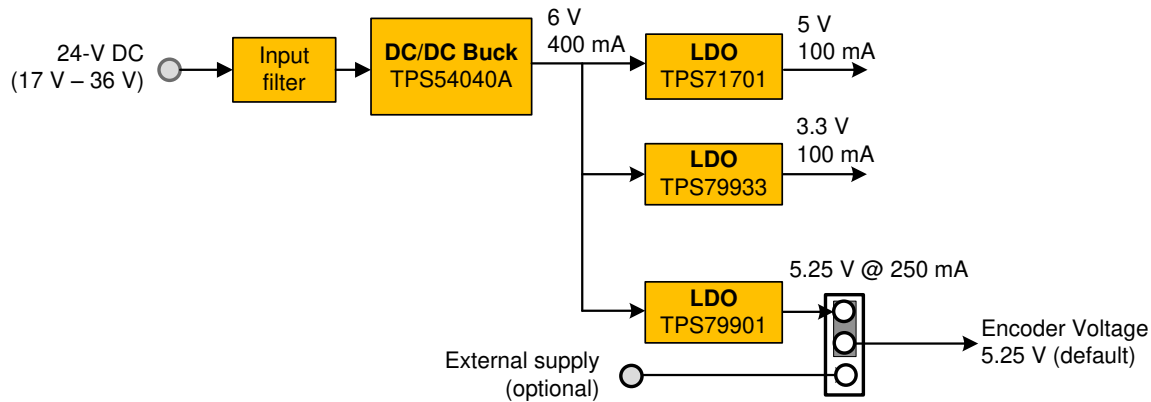 24-V DC
(17 V – 36 V)
Input
filter
DC/DC Buck
TPS54040A
6 V
400 mA
LDO
TPS71701
5 V
100 mA
LDO
TPS79933
3.3 V
100 mA
LDO
TPS79901
5.25 V @ 250 mA
Encoder Voltage
5.25 V (default)
External supply
(optional)